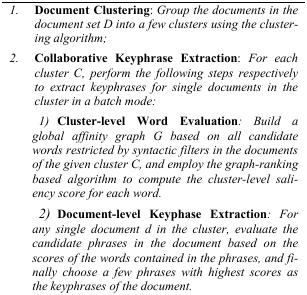 1. Document Clustering: Group the documents in the
document set D into a few clusters using the cluster-
ing algorithm;
2. Collaborative Keyphrase Extraction: For each
cluster C, perform the following steps respectively
to extract keyphrases for single documents in the
cluster in a batch mode:
1) Cluster-level Word Evaluation: Build a
global affinity graph G based on all candidate
words restricted by syntactic filters in the documents
of the given cluster C, and employ the graph-ranking
based algorithm to compute the cluster-level sali-
ency score for each word.
2) Document-level Keyphase Extraction: For
any single document d in the cluster, evaluate the
candidate phrases in the document based on the
scores of the words contained in the phrases, and fi-
nally choose a few phrases with highest scores as
the keyphrases of the document.